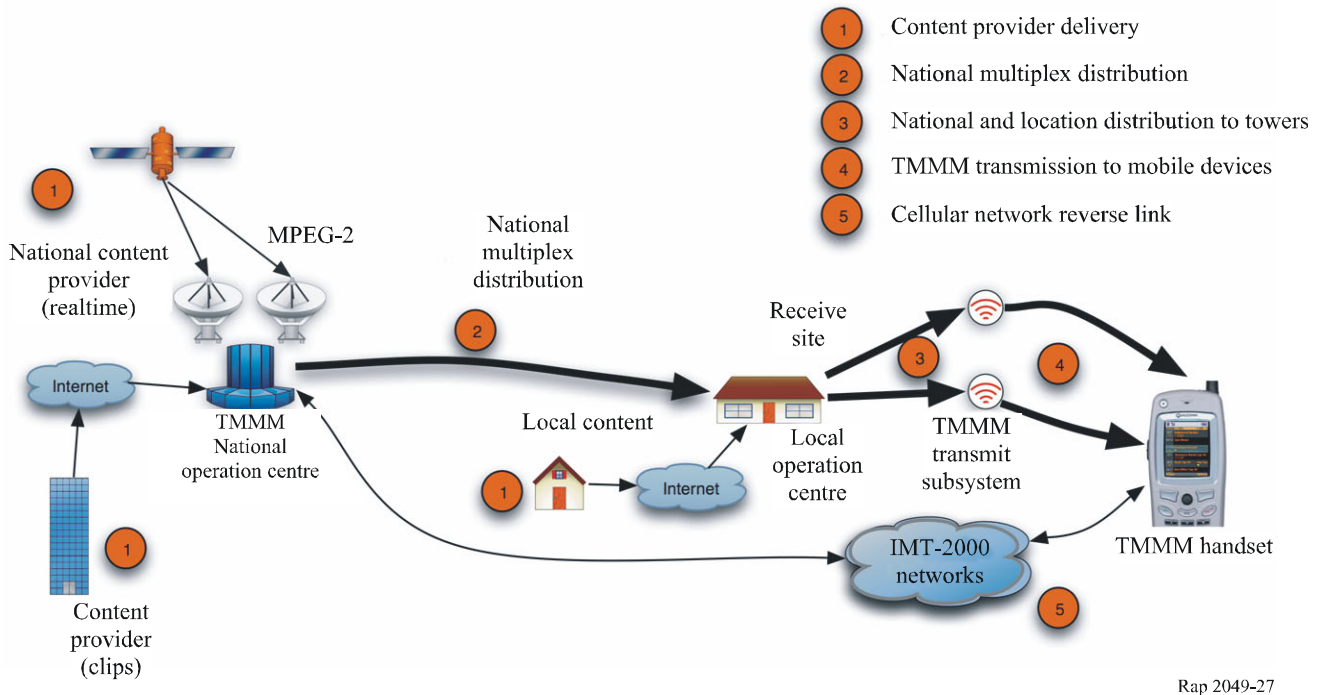 1 Content provider delivery
2 National multiplex distribution
3 National and location distribution to towers
4 TMMM transmission to mobile devices
5 Cellular network reverse link
1
National content
provider
(realtime)
MPEG-2
National
multiplex
distribution
2
Receive
site
3
4
Internet
TMMM
National
operation centre
Local content
1
Internet
Local
operation
centre
TMMM
transmit
subsystem
TMMM handset
IMT-2000
networks
5
1
Content
provider
(clips)
Rap 2049-27